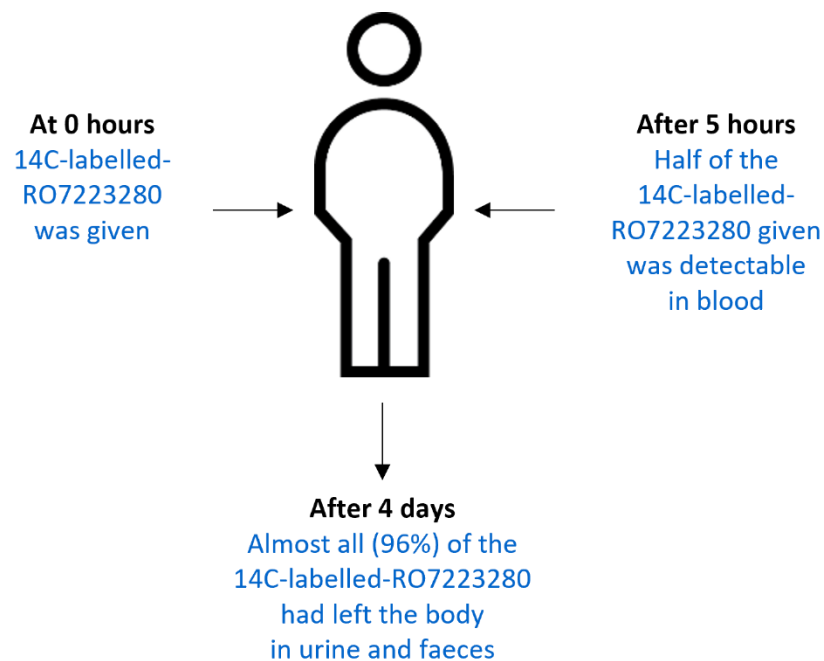 At 0 hours
14C-labelled-
RO7223280
was given
After 5 hours
Half of the
14C-labelled-
RO7223280 given
was detectable
in blood
After 4 days
Almost all (96%) of the
14C-labelled-RO7223280
had left the body
in urine and faeces